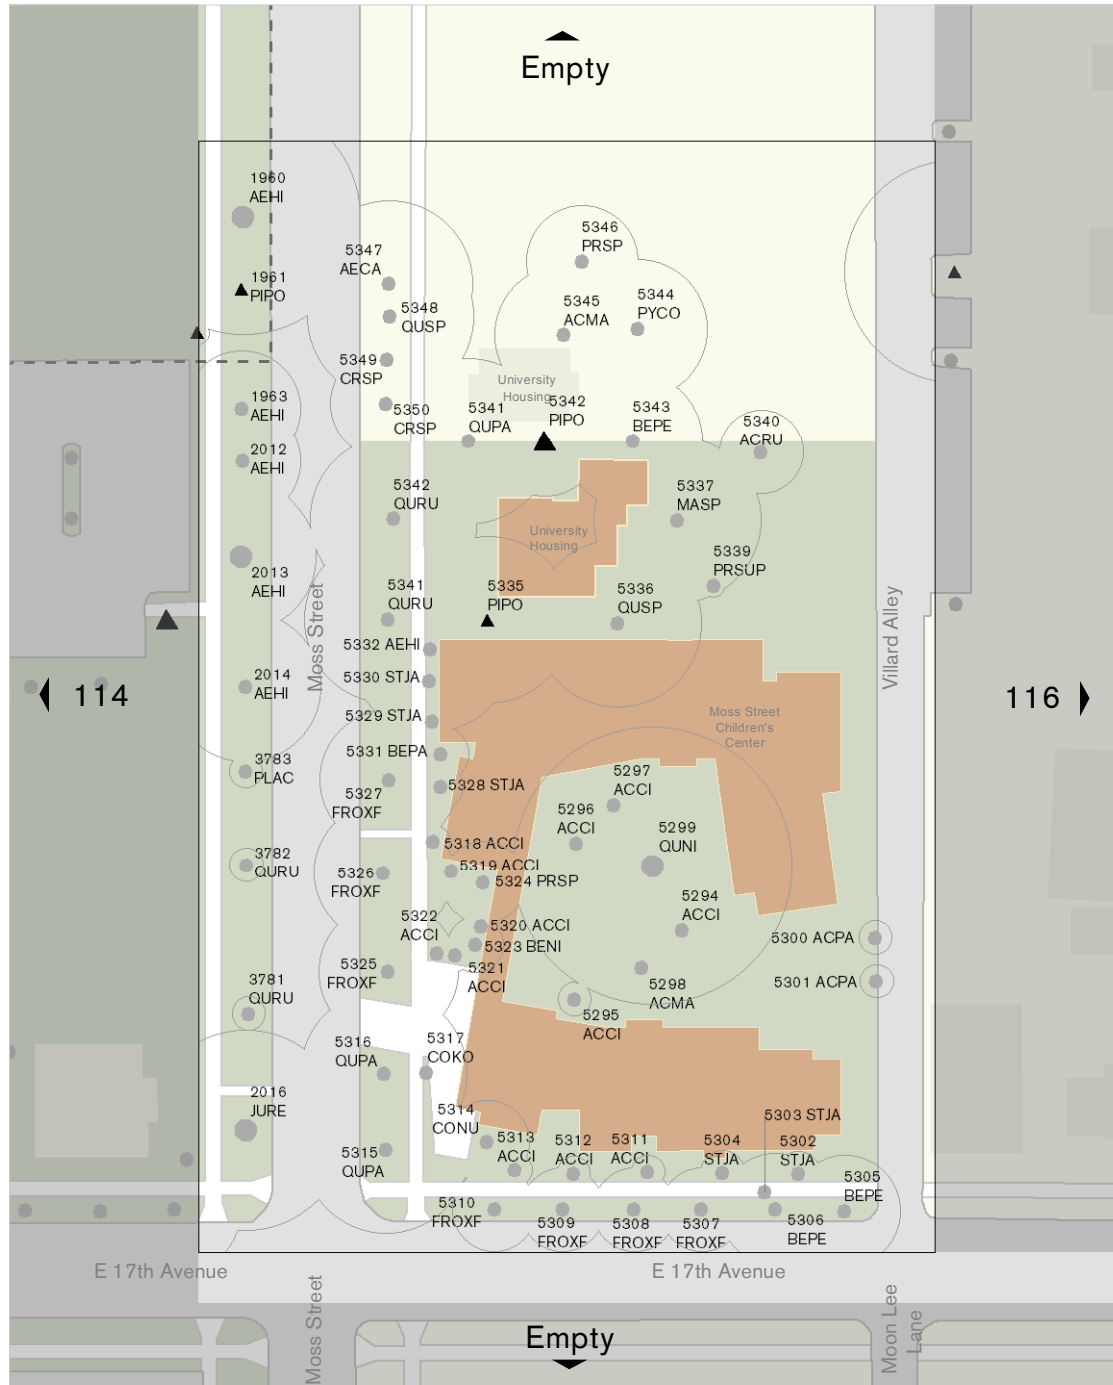 Empty
1960
AEHI
5346
PRSP
5347
AECA
1961
PIPO
5345
ACMA
5344
PYCO
5348
QUSP
5349
CRSP
University
Housing
1963
AEHI
5350
CRSP
5341
QUPA
5342
PIPO
5343
BEPE
5340
ACRU
2012
AEHI
5342
QURU
5337
MASP
University
Housing
2013
AEHI
5339
PRSUP
5341
QURU
5335
PIPO
5336
QUSP
Moss Street
Villard Alley
5332 AEHI
5330 STJA
114
2014
AEHI
116
5329 STJA
Moss Street
Children's
Center
5331 BEPA
3783
PLAC
5328 STJA
5327
FROXF
5297
ACCI
5296
ACCI
5299
QUNI
5318 ACCI
3782
QURU
5319 ACCI
5326
FROXF
5324 PRSP
5294
ACCI
5322
ACCI
5320 ACCI
5323 BENI
5300 ACPA
5325
FROXF
5321
ACCI
5298
ACMA
5301 ACPA
3781
QURU
5295
ACCI
5316
QUPA
5317
COKO
2016
JURE
5314
CONU
5303 STJA
5313
ACCI
5312
ACCI
5311
ACCI
5304
STJA
5302
STJA
5315
QUPA
5305
BEPE
5310
FROXF
5309
FROXF
5308
FROXF
5307
FROXF
5306
BEPE
E 17th Avenue
E 17th Avenue
Moss Street
Empty
Moon Lee
Lane